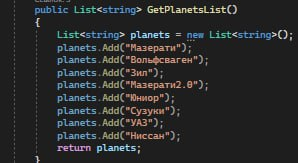 public List<string> GetPlanetsList()
{
List<string> planets = new List<string>();
planets.Add("Мазерати");
planets.Add("Вольфсваген");
planets.Add("Зил");
planets.Add("Мазерати2.0");
planets.Add("Юниор");
planets.Add("Сузуки");
planets.Add("УАЗ");
planets.Add("Ниссан");
return planets;
}